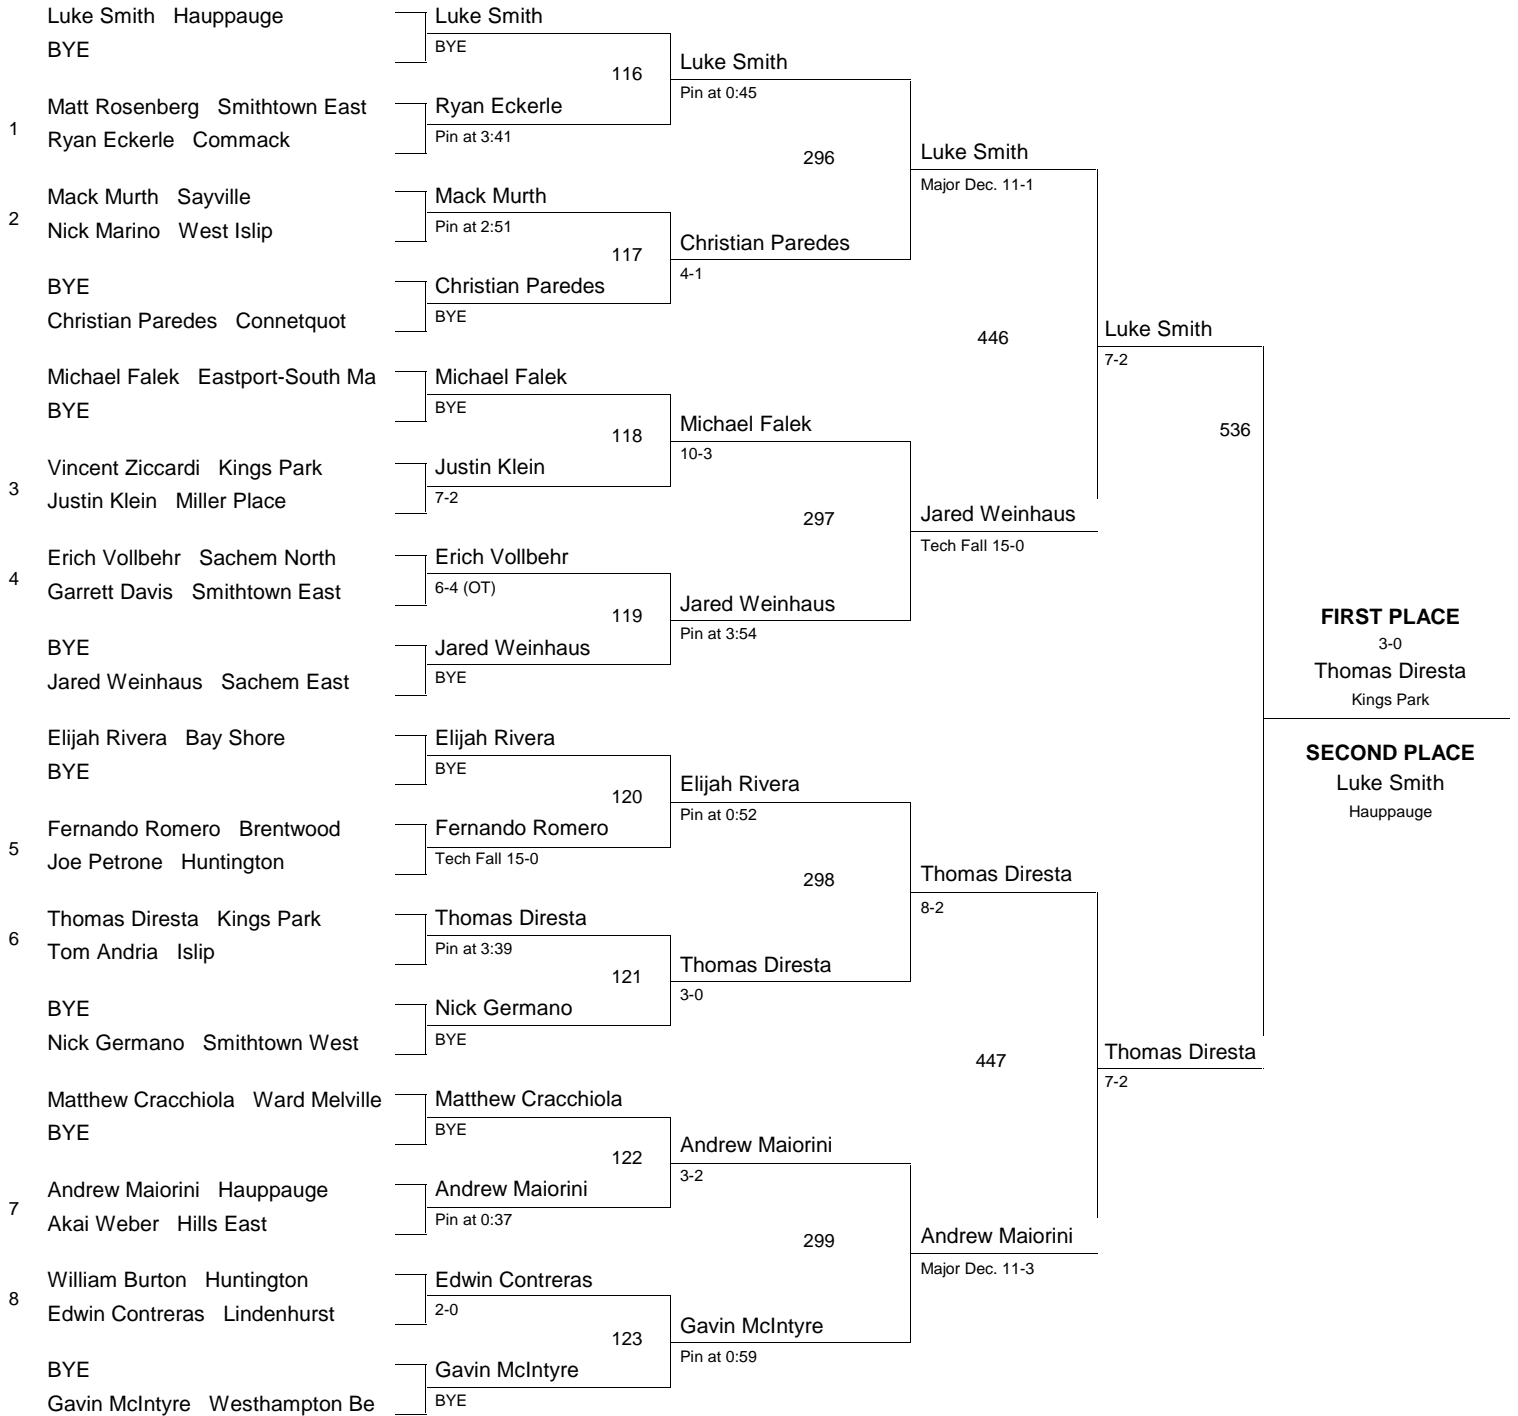 Luke Smith Hauppauge
BYE
1
Matt Rosenberg Smithtown East
Ryan Eckerle Commack
2
Mack Murth Sayville
Nick Marino West Islip
BYE
Christian Paredes Connetquot
Michael Falek Eastport-South Ma
BYE
3
Vincent Ziccardi Kings Park
Justin Klein Miller Place
4
Erich Vollbehr Sachem North
Garrett Davis Smithtown East
BYE
Jared Weinhaus Sachem East
Elijah Rivera Bay Shore
BYE
5
Fernando Romero Brentwood
Joe Petrone Huntington
6
Thomas Diresta Kings Park
Tom Andria Islip
BYE
Nick Germano Smithtown West
Matthew Cracchiola Ward Melville
BYE
7
Andrew Maiorini Hauppauge
Akai Weber Hills East
8
William Burton Huntington
Edwin Contreras Lindenhurst
BYE
Gavin McIntyre Westhampton Be
Luke Smith
BYE
116
Ryan Eckerle
Pin at 3:41
Mack Murth
Pin at 2:51
117
Christian Paredes
BYE
Michael Falek
BYE
118
Justin Klein
7-2
Erich Vollbehr
6-4 (OT)
119
Jared Weinhaus
BYE
Elijah Rivera
BYE
120
Fernando Romero
Tech Fall 15-0
Thomas Diresta
Pin at 3:39
121
Nick Germano
BYE
Matthew Cracchiola
BYE
122
Andrew Maiorini
Pin at 0:37
Edwin Contreras
2-0
123
Gavin McIntyre
BYE
Luke Smith
Pin at 0:45
296
Christian Paredes
4-1
Michael Falek
10-3
297
Jared Weinhaus
Pin at 3:54
Elijah Rivera
Pin at 0:52
298
Thomas Diresta
3-0
Andrew Maiorini
3-2
299
Gavin McIntyre
Pin at 0:59
Luke Smith
Major Dec. 11-1
446
Jared Weinhaus
Tech Fall 15-0
Thomas Diresta
8-2
447
Andrew Maiorini
Major Dec. 11-3
Luke Smith
7-2
536
Thomas Diresta
7-2
FIRST PLACE
3-0
Thomas Diresta
Kings Park
SECOND PLACE
Luke Smith
Hauppauge